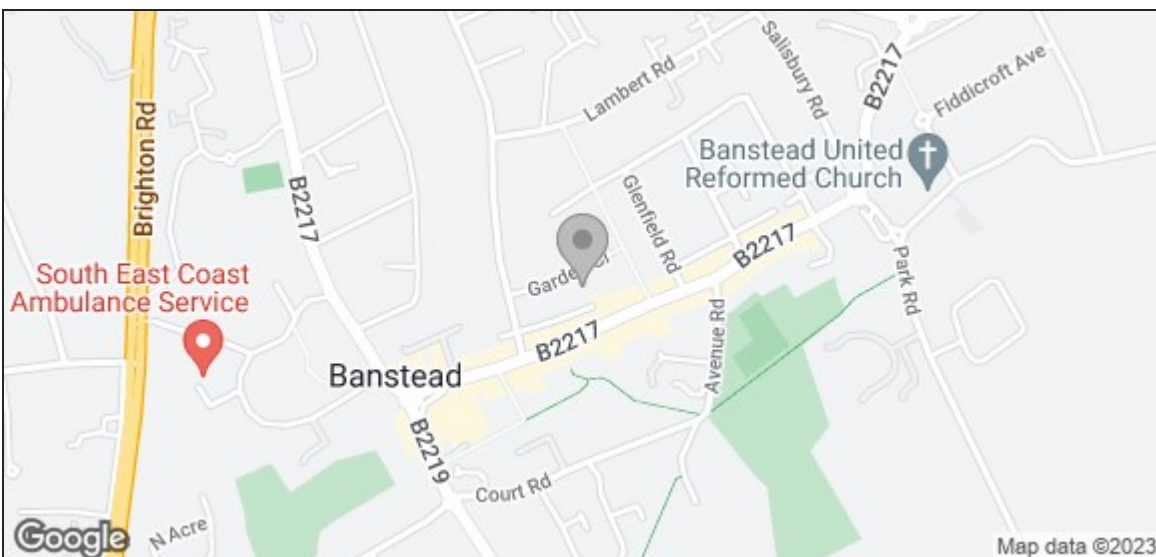 Salisbury Rd
B2217
Lambert Rd
Fiddicroft Ave
Brighton Rd
Banstead United
Reformed Church
B2217
Glenfield Rd
B2217
South East Coast
Ambulance Service
Park Rd
B2217
Avenue Rd
Banstead
B2219
Court Rd
N Acre
Google
Map data ©2023